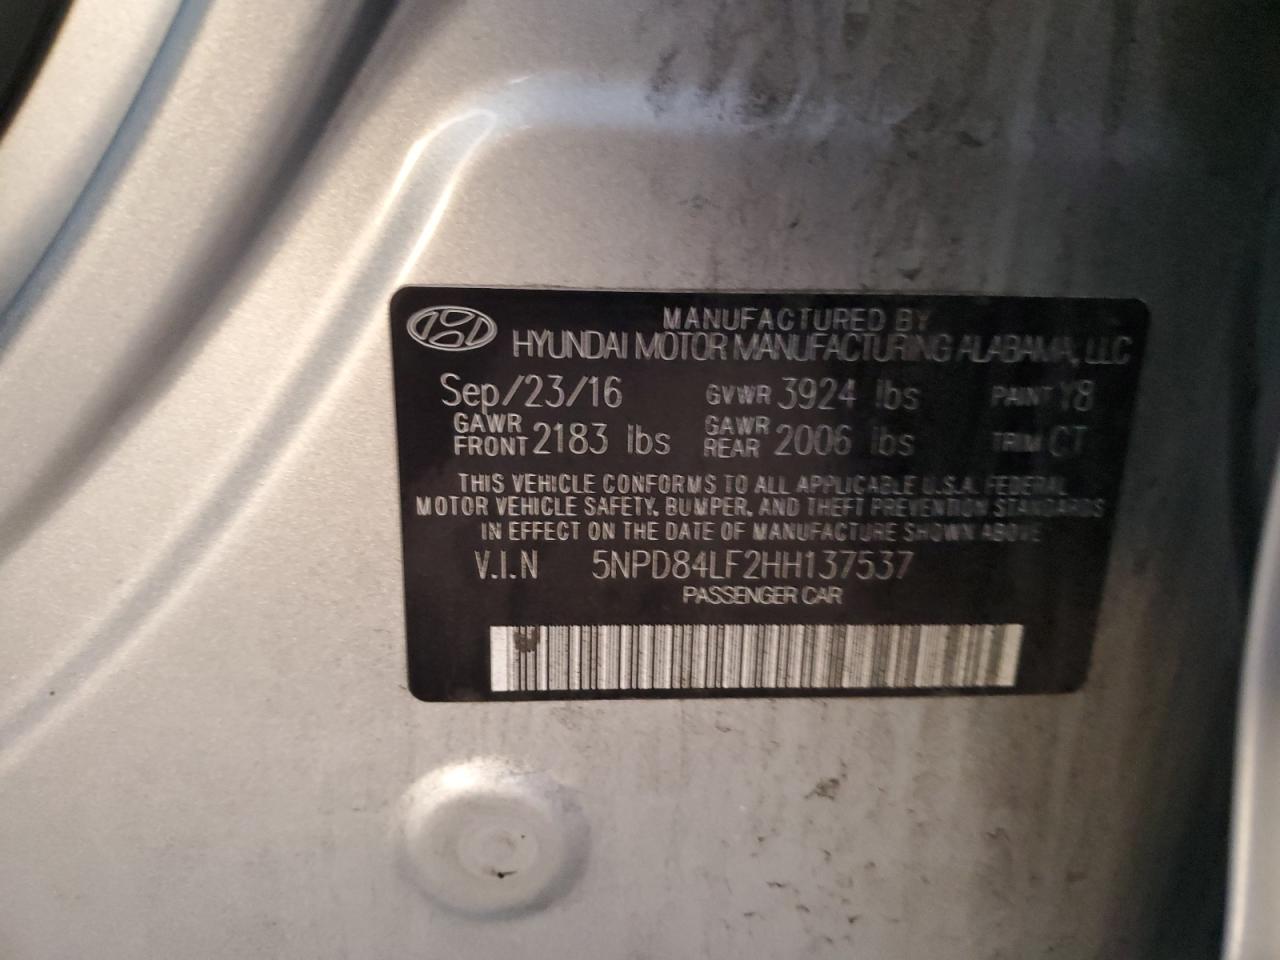 MANUFACTURED BY
HYUNDAI MOTOR MANUFACTURING ALABAMA, LLC
Sep/23/16 GVWR 3924 lbs PAINT Y8
GAWR FRONT 2183 lbs GAWR REAR 2006 lbs TRIM CT
THIS VEHICLE CONFORMS TO ALL APPLICABLE U.S.A. FEDERAL
MOTOR VEHICLE SAFETY, BUMPER, AND THEFT PREVENTION STANDARDS
IN EFFECT ON THE DATE OF MANUFACTURE SHOWN ABOVE
V.I.N 5NPD84LF2HH137537
PASSENGER CAR